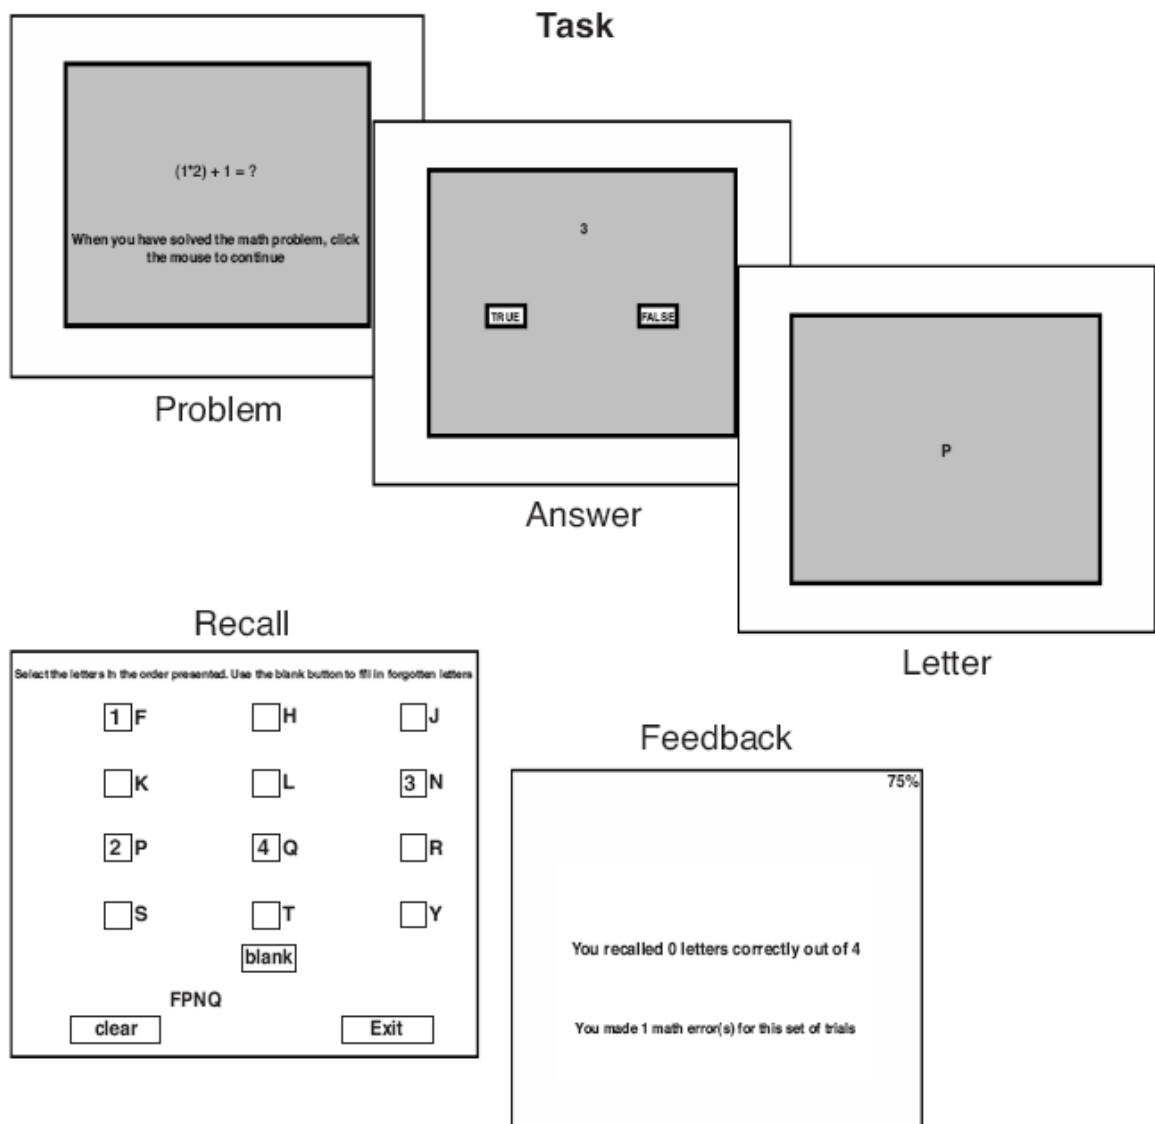 Task
(1*2) + 1 = ?
When you have solved the math problem, click
the mouse to continue
Problem
3
TRUE FALSE
Answer
P
Letter
Recall
Select the letters in the order presented. Use the blank button to fill in forgotten letters
1 F H J
K L 3 N
2 P 4 Q R
S T Y
blank
FPNQ
clear Exit
Feedback
75%
You recalled 0 letters correctly out of 4
You made 1 math error(s) for this set of trials